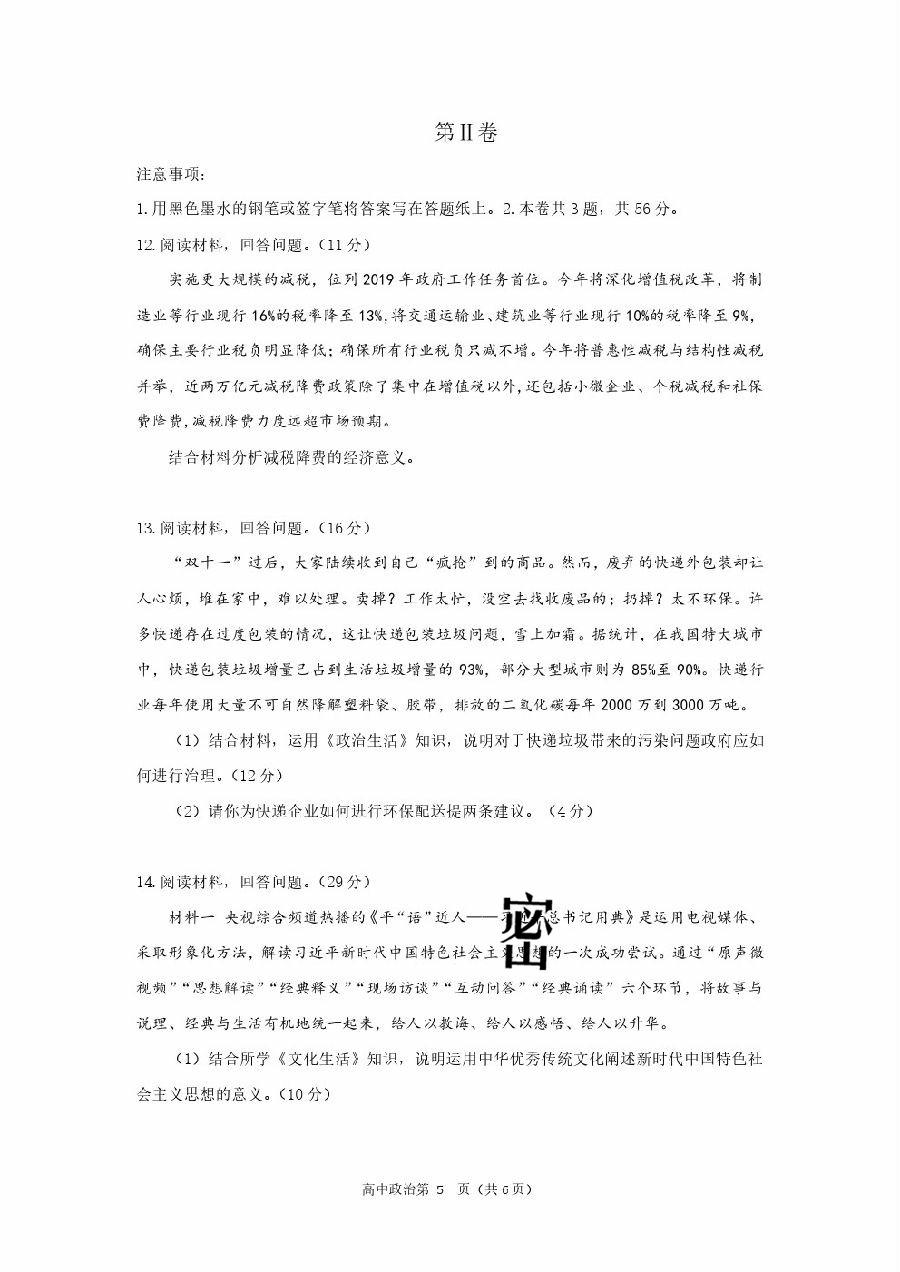 第Ⅱ卷
注意事项：
1.用黑色墨水的钢笔或签字笔将答案写在答题纸上。2.本卷共3题，共56分。
12.阅读材料，回答问题。（11分）
实施更大规模的减税，位列2019年政府工作任务首位。今年将深化增值税改革，将制
造业等行业现行16%的税率降至13%,将交通运输业、建筑业等行业现行10%的税率降至9%，
确保主要行业税负明显降低；确保所有行业税负只减不增。今年将普惠性减税与结构性减税
并举，近两万亿元减税降费政策除了集中在增值税以外,还包括小微企业、个税减税和社保
费降费,减税降费力度远超市场预期。
结合材料分析减税降费的经济意义。
13.阅读材料，回答问题。（16分）
“双十一”过后，大家陆续收到自己“疯抢”到的商品。然而，废弃的快递外包装却让
人心烦，堆在家中，难以处理。卖掉？工作太忙，没空去找收废品的；扔掉？太不环保。许
多快递存在过度包装的情况，这让快递包装垃圾问题，雪上加霜。据统计，在我国特大城市
中，快递包装垃圾增量已占到生活垃圾增量的93%，部分大型城市则为85%至90%。快递行
业每年使用大量不可自然降解塑料袋、胶带，排放的二氧化碳每年2000万到3000万吨。
（1）结合材料，运用《政治生活》知识，说明对于快递垃圾带来的污染问题政府应如
何进行治理。（12分）
（2）请你为快递企业如何进行环保配送提两条建议。（4分）
14.阅读材料，回答问题。（29分）
材料一 央视综合频道热播的《平“语”近人——总书记用典》是运用电视媒体、
采取形象化方法，解读习近平新时代中国特色社会主义思想的一次成功尝试。通过“原声微
视频”“思想解读”“经典释义”“现场访谈”“互动问答”“经典诵读”六个环节，将故事与
说理、经典与生活有机地统一起来，给人以教诲、给人以感悟、给人以升华。
（1）结合所学《文化生活》知识，说明运用中华优秀传统文化阐述新时代中国特色社
会主义思想的意义。（10分）
密
高中政治第 5 页（共6页）